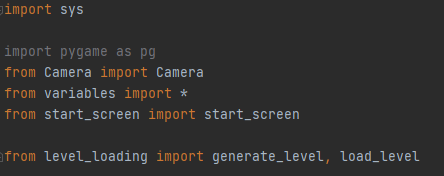 import sys
import pygame as pg
from Camera import Camera
from variables import *
from start_screen import start_screen
from level_loading import generate_level, load_level